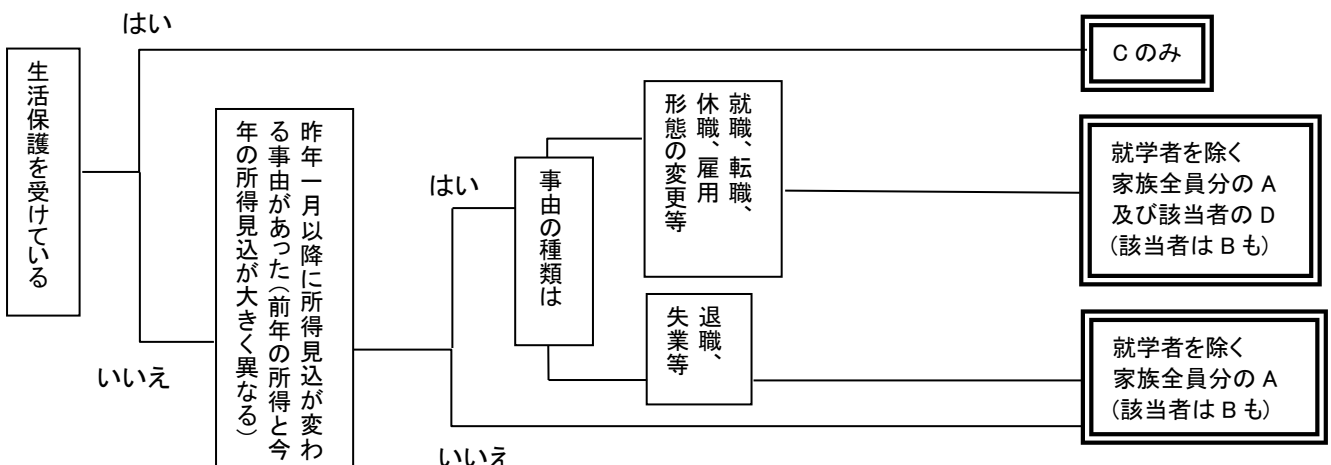 はい
生活保護を受けている
いいえ
昨年一月以降に所得見込が変わ
る事由があった（前年の所得と今
年の所得見込が大きく異なる）
はい
いいえ
事由の種類は
就職、転職、
休職、雇用
形態の変更等
退職、
失業等
C のみ
就学者を除く
家族全員分の A
及び該当者の D
(該当者は B も)
就学者を除く
家族全員分の A
(該当者は B も)